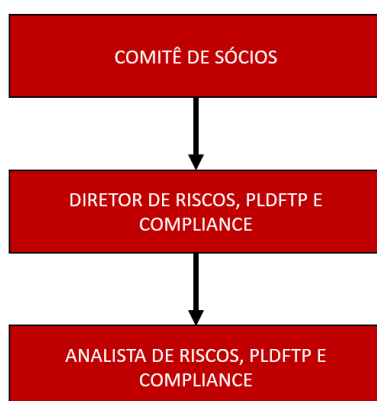 COMITÊ DE SÓCIOS
DIRETOR DE RISCOS, PLDFTP E
COMPLIANCE
ANALISTA DE RISCOS, PLDFTP E
COMPLIANCE